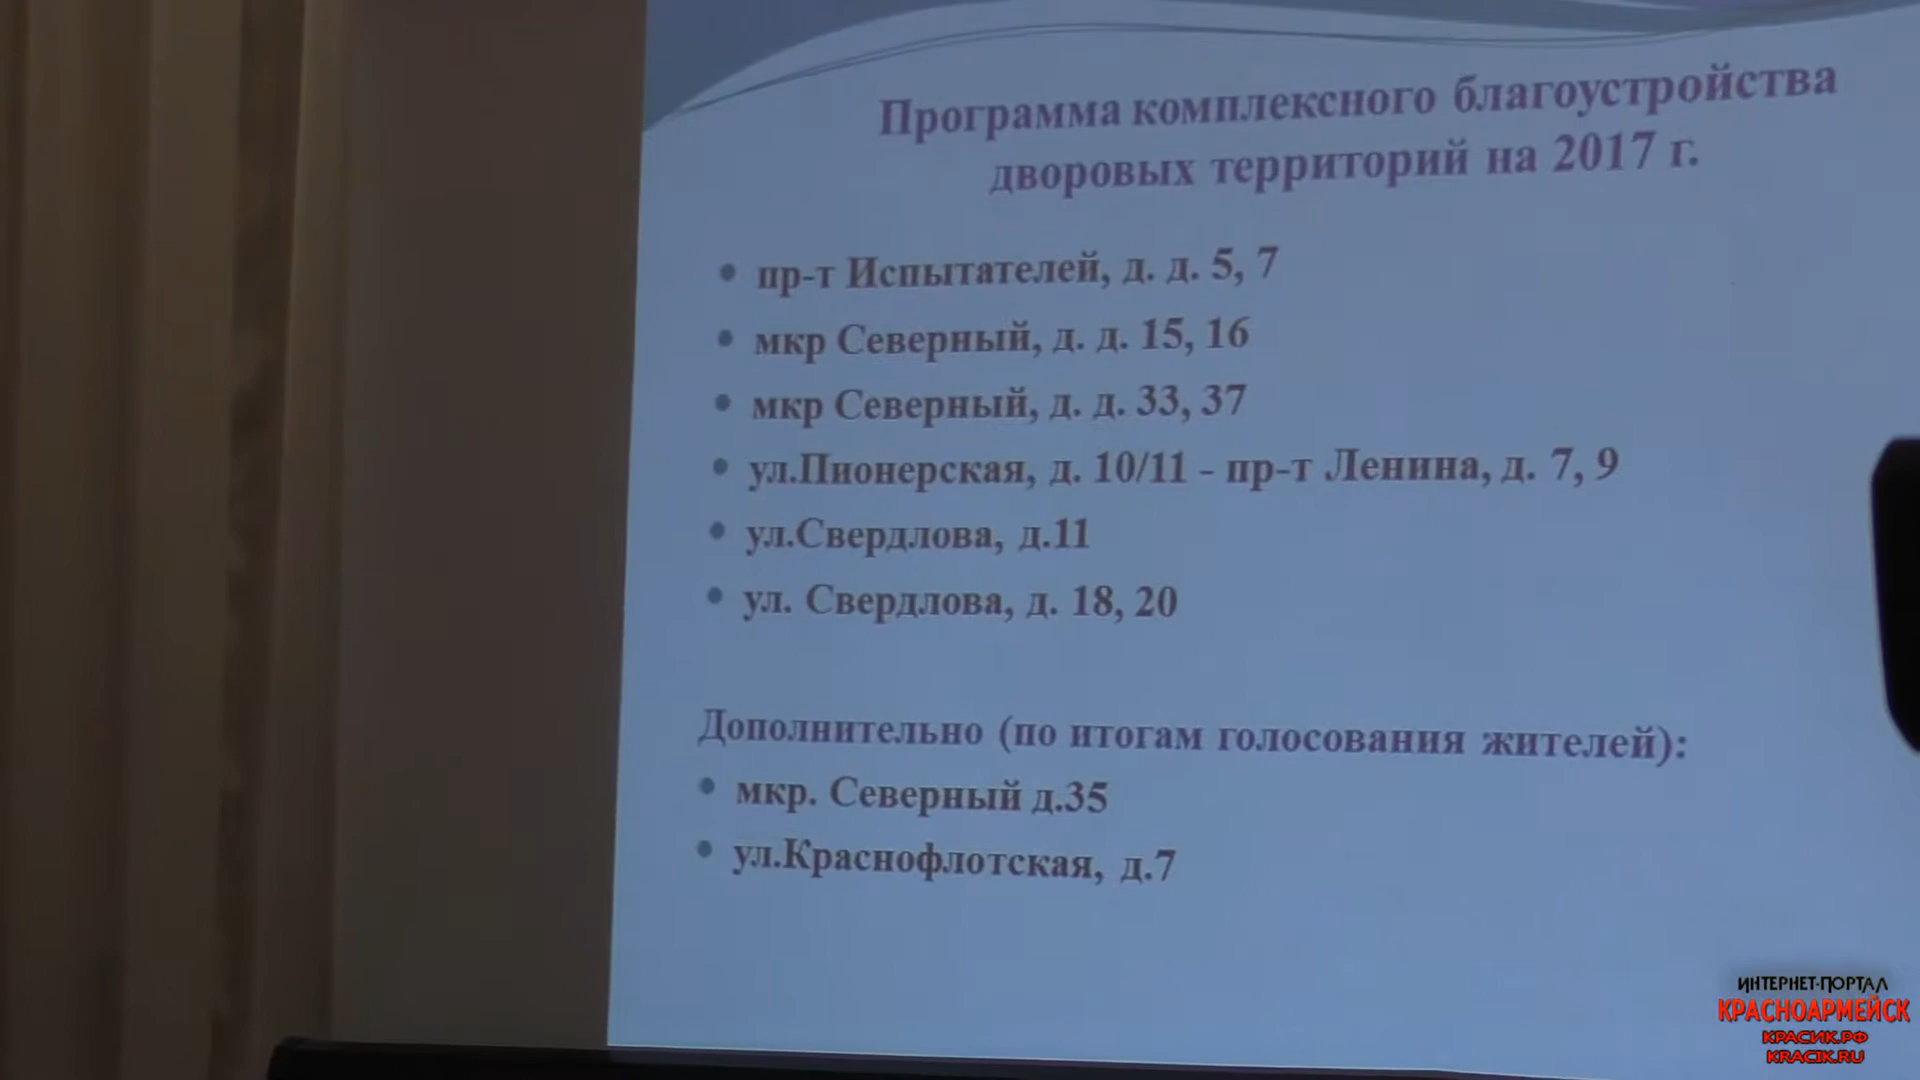 Программа комплексного благоустройства
дворовых территорий на 2017 г.
• пр-т Испытателей, д. д. 5, 7
• мкр Северный, д. д. 15, 16
• мкр Северный, д. д. 33, 37
• ул.Пионерская, д. 10/11 - пр-т Ленина, д. 7, 9
• ул.Свердлова, д.11
• ул. Свердлова, д. 18, 20
Дополнительно (по итогам голосования жителей):
• мкр. Северный д.35
• ул.Краснофлотская, д.7
ИНТЕРНЕТ-ПОРТАЛ
КРАСНОАРМЕЙСК
КРАСИК.РФ
KRACIK.RU